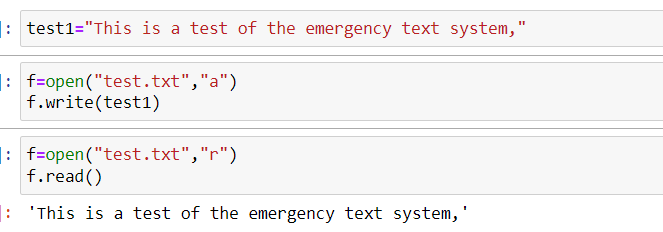 ]: test1="This is a test of the emergency text system,"
]: f=open("test.txt","a")
f.write(test1)
]: f=open("test.txt","r")
f.read()
]: 'This is a test of the emergency text system,'